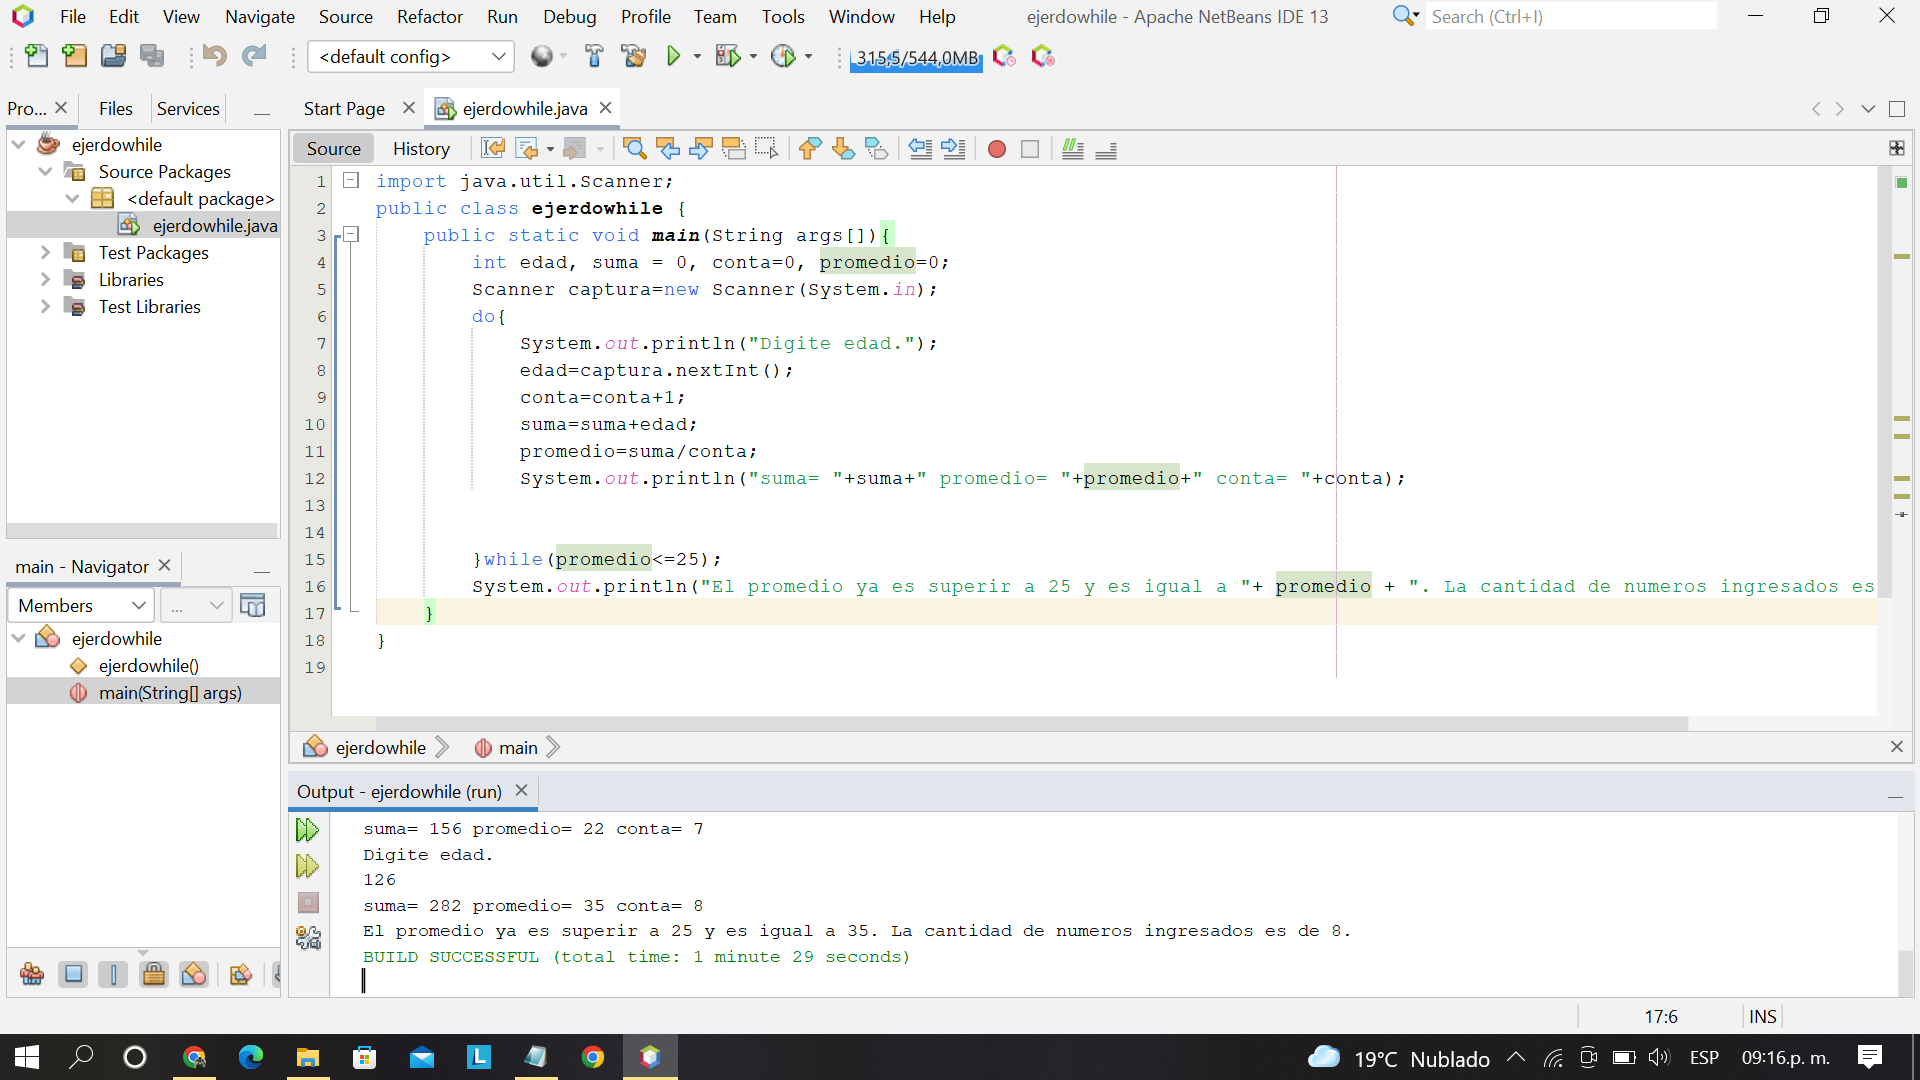 File Edit View Navigate Source Refactor Run Debug Profile Team Tools Window Help ejerdowhile - Apache NetBeans IDE 13 Search (Ctrl+I)
<default config> 315,5/544,0MB
Pro... Files Services Start Page ejerdowhile.java
ejerdowhile
Source Packages
<default package>
ejerdowhile.java
Test Packages
Libraries
Test Libraries
Source History
1 import java.util.Scanner;
2 public class ejerdowhile {
3 public static void main(String args[]){
4 int edad, suma = 0, conta=0, promedio=0;
5 Scanner captura=new Scanner(System.in);
6 do{
7 System.out.println("Digite edad.");
8 edad=captura.nextInt();
9 conta=conta+1;
10 suma=suma+edad;
11 promedio=suma/conta;
12 System.out.println("suma= "+suma+" promedio= "+promedio+" conta= "+conta);
13
14
15 }while(promedio<=25);
16 System.out.println("El promedio ya es superir a 25 y es igual a "+ promedio + ". La cantidad de numeros ingresados es
17 }
18 }
19
main - Navigator
Members ...
ejerdowhile
ejerdowhile()
main(String[] args)
ejerdowhile main
Output - ejerdowhile (run)
suma= 156 promedio= 22 conta= 7
Digite edad.
126
suma= 282 promedio= 35 conta= 8
El promedio ya es superir a 25 y es igual a 35. La cantidad de numeros ingresados es de 8.
BUILD SUCCESSFUL (total time: 1 minute 29 seconds)
17:6 INS
L 19°C Nublado ESP 09:16 p. m.